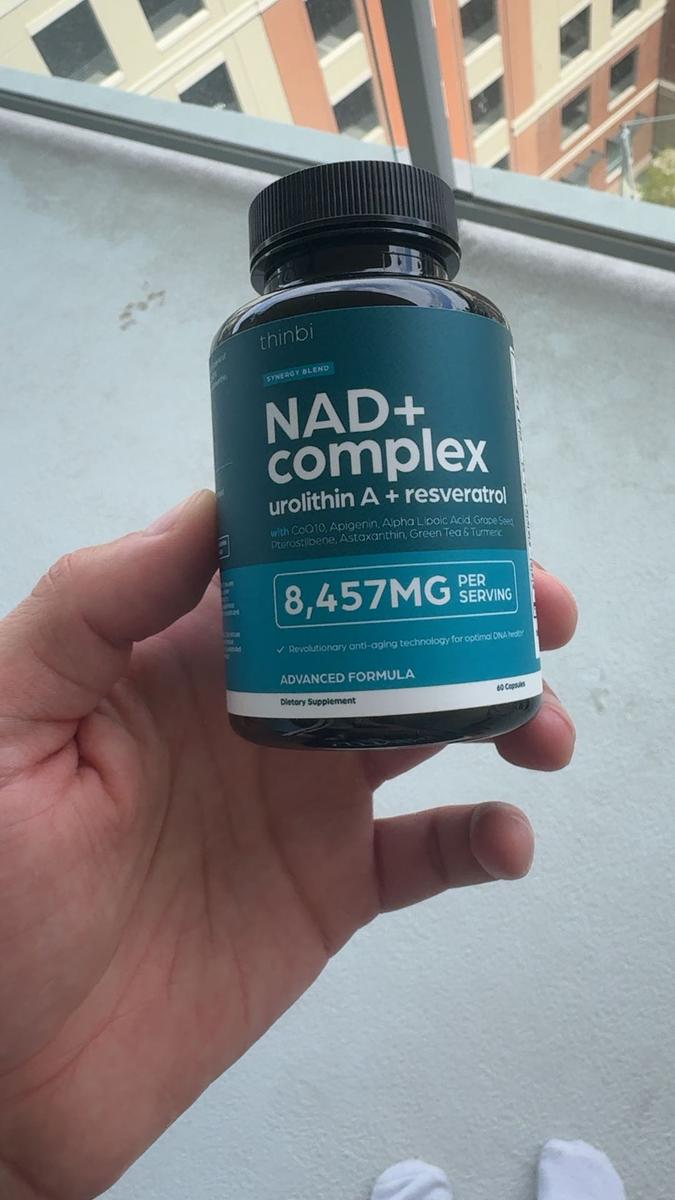 thinbi
SYNERGY BLEND
NAD+
complex
urolithin A + resveratrol
with CoQ10, Apigenin, Alpha Lipoic Acid, Grape Seed,
Pterostilbene, Astaxanthin, Green Tea & Turmeric
8,457MG PER
SERVING
✓ Revolutionary anti-aging technology for optimal DNA health*
ADVANCED FORMULA
Dietary Supplement
60 Capsules